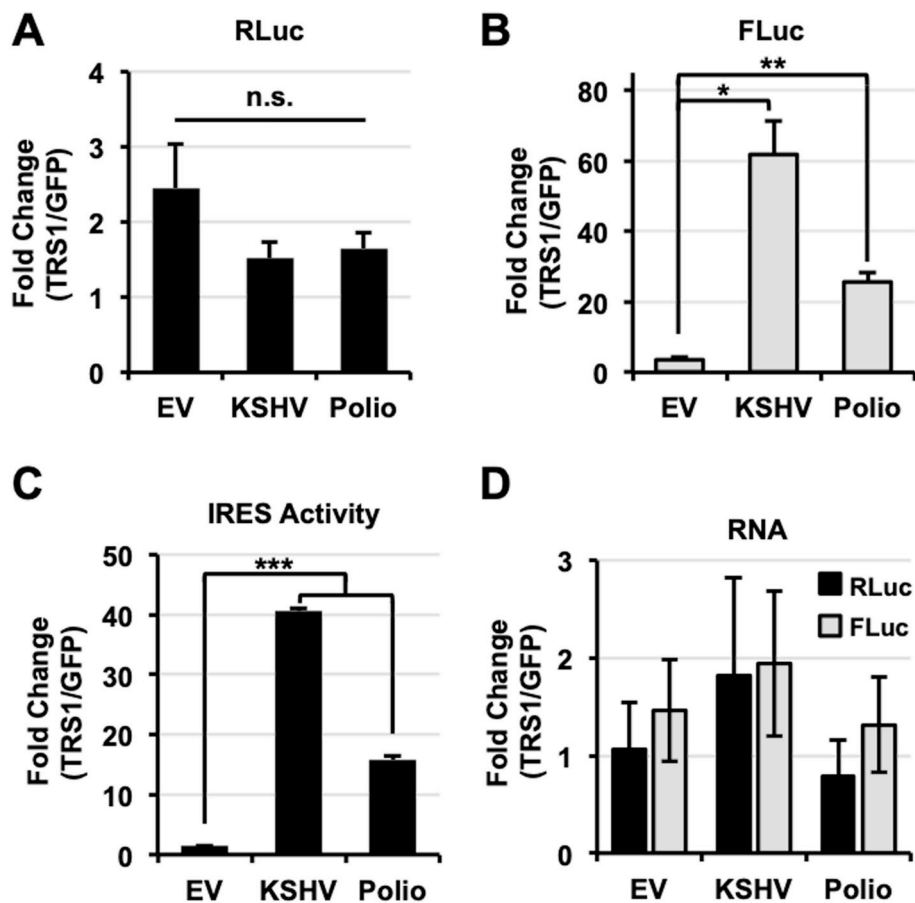 A
RLuc
Fold Change
(TRS1/GFP)
4
3
2
1
0
n.s.
EV KSHV Polio
B
FLuc
Fold Change
(TRS1/GFP)
80
60
40
20
0
**
*
EV KSHV Polio
C
IRES Activity
Fold Change
(TRS1/GFP)
50
40
30
20
10
0
***
EV KSHV Polio
D
RNA
Fold Change
(TRS1/GFP)
3
2
1
0
RLuc
FLuc
EV KSHV Polio